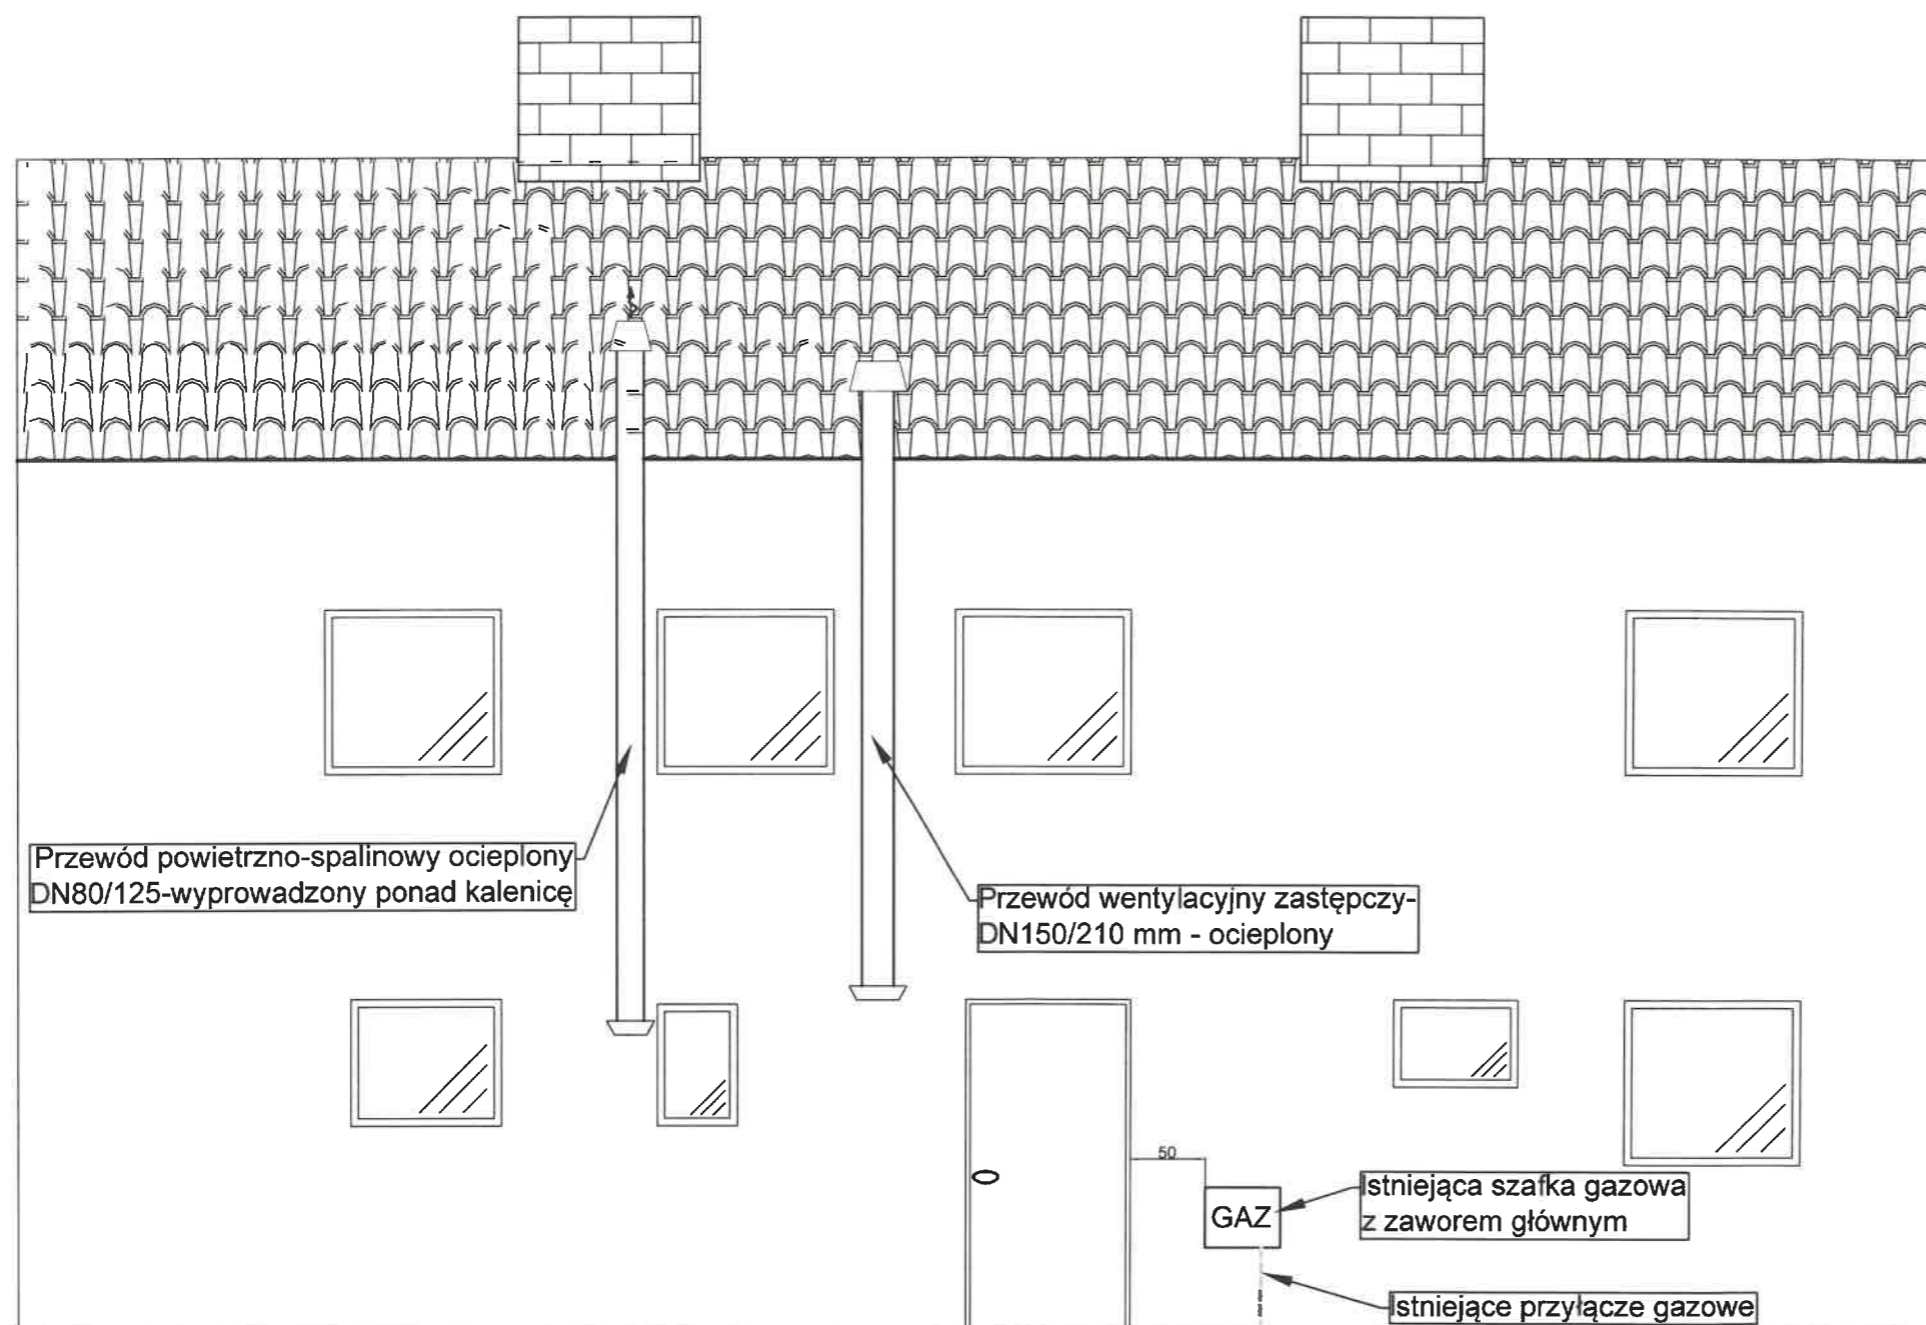 Przewód powietrzno-spalinowy ocieplony
DN80/125-wyprowadzony ponad kalenicę
Przewód wentylacyjny zastępczy-
DN150/210 mm - ocieplony
50
GAZ
Istniejąca szafka gazowa
z zaworem głównym
Istniejące przyłącze gazowe